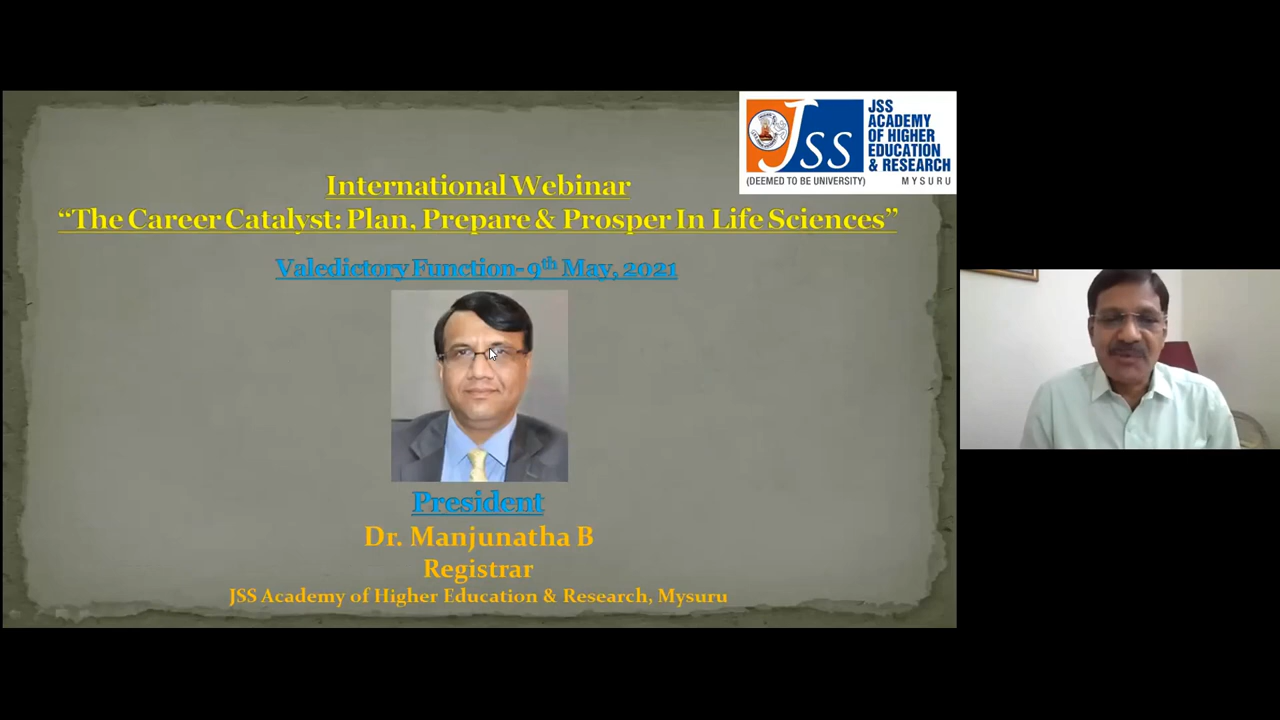 JSS
JSS
ACADEMY
OF HIGHER
EDUCATION
& RESEARCH
(DEEMED TO BE UNIVERSITY) MYSURU
International Webinar
“The Career Catalyst: Plan, Prepare & Prosper In Life Sciences”
Valedictory Function- 9th May, 2021
President
Dr. Manjunatha B
Registrar
JSS Academy of Higher Education & Research, Mysuru